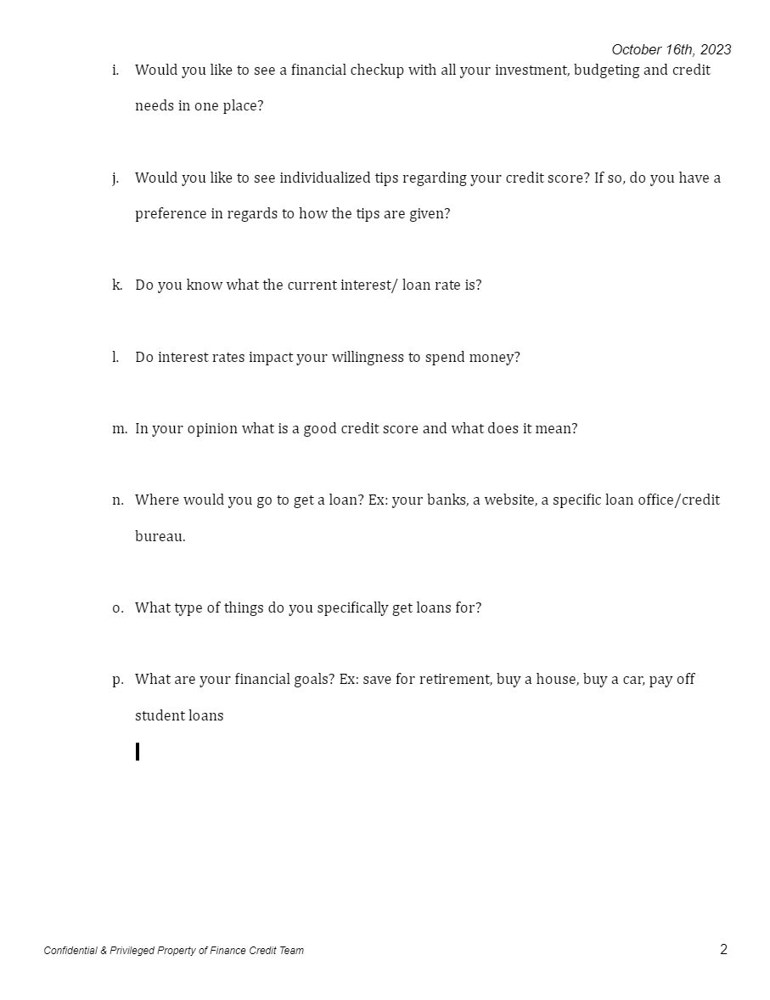 October 16th, 2023
i. Would you like to see a financial checkup with all your investment, budgeting and credit
needs in one place?
j. Would you like to see individualized tips regarding your credit score? If so, do you have a
preference in regards to how the tips are given?
k. Do you know what the current interest/ loan rate is?
l. Do interest rates impact your willingness to spend money?
m. In your opinion what is a good credit score and what does it mean?
n. Where would you go to get a loan? Ex: your banks, a website, a specific loan office/credit
bureau.
o. What type of things do you specifically get loans for?
p. What are your financial goals? Ex: save for retirement, buy a house, buy a car, pay off
student loans
Confidential & Privileged Property of Finance Credit Team 2